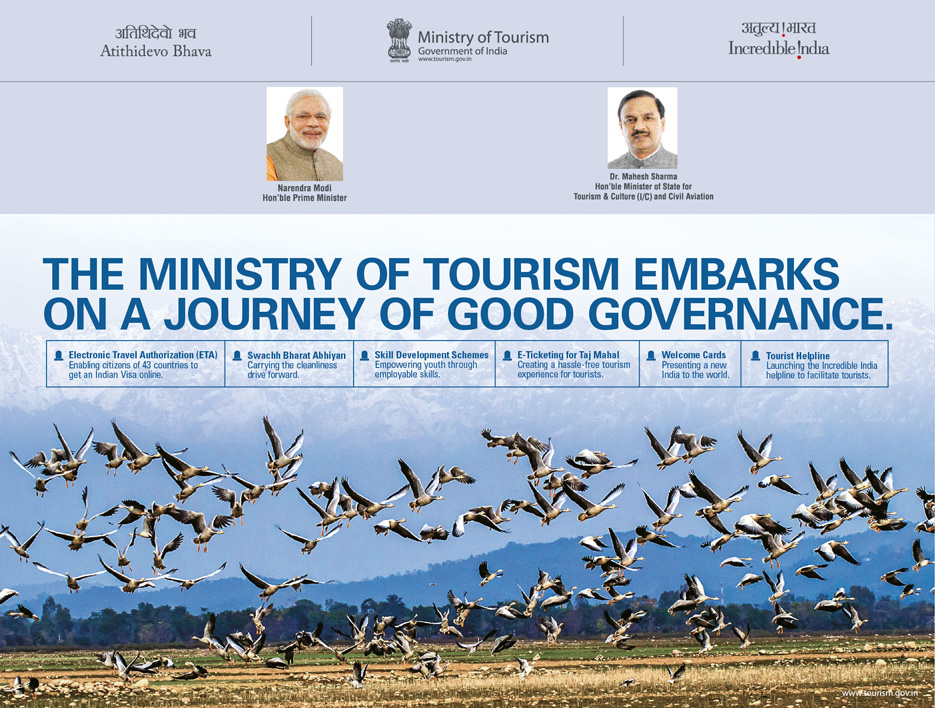 अतिथिदेवो भव
Atithidevo Bhava
Ministry of Tourism
Government of India
www.tourism.gov.in
अतुल्य!भारत
Incredible!ndia
Narendra Modi
Hon'ble Prime Minister
Dr. Mahesh Sharma
Hon'ble Minister of State for
Tourism & Culture (I/C) and Civil Aviation
THE MINISTRY OF TOURISM EMBARKS
ON A JOURNEY OF GOOD GOVERNANCE.
Electronic Travel Authorization (ETA)
Enabling citizens of 43 countries to
get an Indian Visa online.
Swachh Bharat Abhiyan
Carrying the cleanliness
drive forward.
Skill Development Schemes
Empowering youth through
employable skills.
E-Ticketing for Taj Mahal
Creating a hassle-free tourism
experience for tourists.
Welcome Cards
Presenting a new
India to the world.
Tourist Helpline
Launching the Incredible India
helpline to facilitate tourists.
www.tourism.gov.in